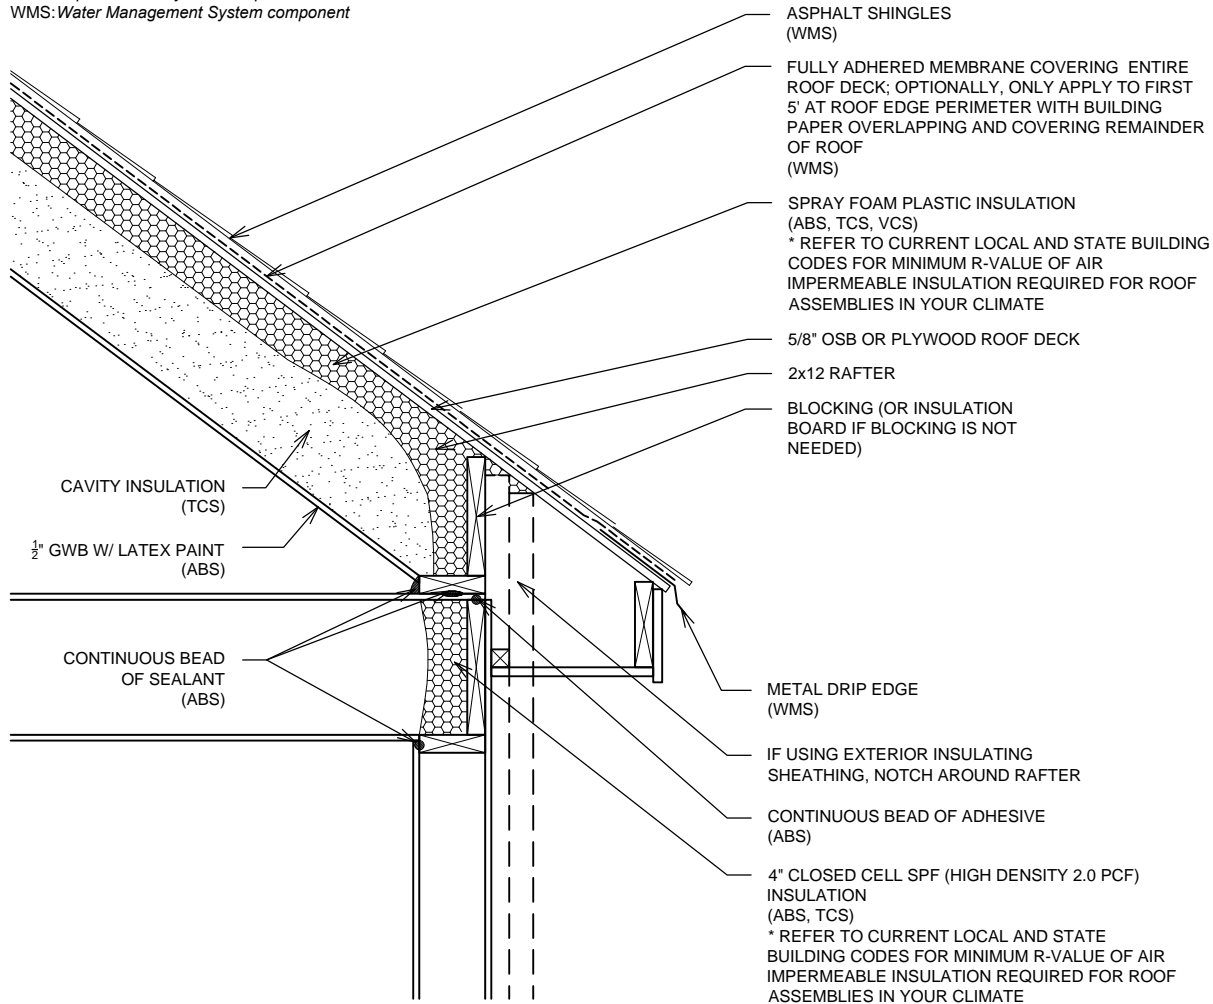 WMS: Water Management System component
ASPHALT SHINGLES
(WMS)
FULLY ADHERED MEMBRANE COVERING ENTIRE
ROOF DECK; OPTIONALLY, ONLY APPLY TO FIRST
5' AT ROOF EDGE PERIMETER WITH BUILDING
PAPER OVERLAPPING AND COVERING REMAINDER
OF ROOF
(WMS)
SPRAY FOAM PLASTIC INSULATION
(ABS, TCS, VCS)
* REFER TO CURRENT LOCAL AND STATE BUILDING
CODES FOR MINIMUM R-VALUE OF AIR
IMPERMEABLE INSULATION REQUIRED FOR ROOF
ASSEMBLIES IN YOUR CLIMATE
5/8" OSB OR PLYWOOD ROOF DECK
2x12 RAFTER
BLOCKING (OR INSULATION
BOARD IF BLOCKING IS NOT
NEEDED)
CAVITY INSULATION
(TCS)
½" GWB W/ LATEX PAINT
(ABS)
CONTINUOUS BEAD
OF SEALANT
(ABS)
METAL DRIP EDGE
(WMS)
IF USING EXTERIOR INSULATING
SHEATHING, NOTCH AROUND RAFTER
CONTINUOUS BEAD OF ADHESIVE
(ABS)
4" CLOSED CELL SPF (HIGH DENSITY 2.0 PCF)
INSULATION
(ABS, TCS)
* REFER TO CURRENT LOCAL AND STATE
BUILDING CODES FOR MINIMUM R-VALUE OF AIR
IMPERMEABLE INSULATION REQUIRED FOR ROOF
ASSEMBLIES IN YOUR CLIMATE